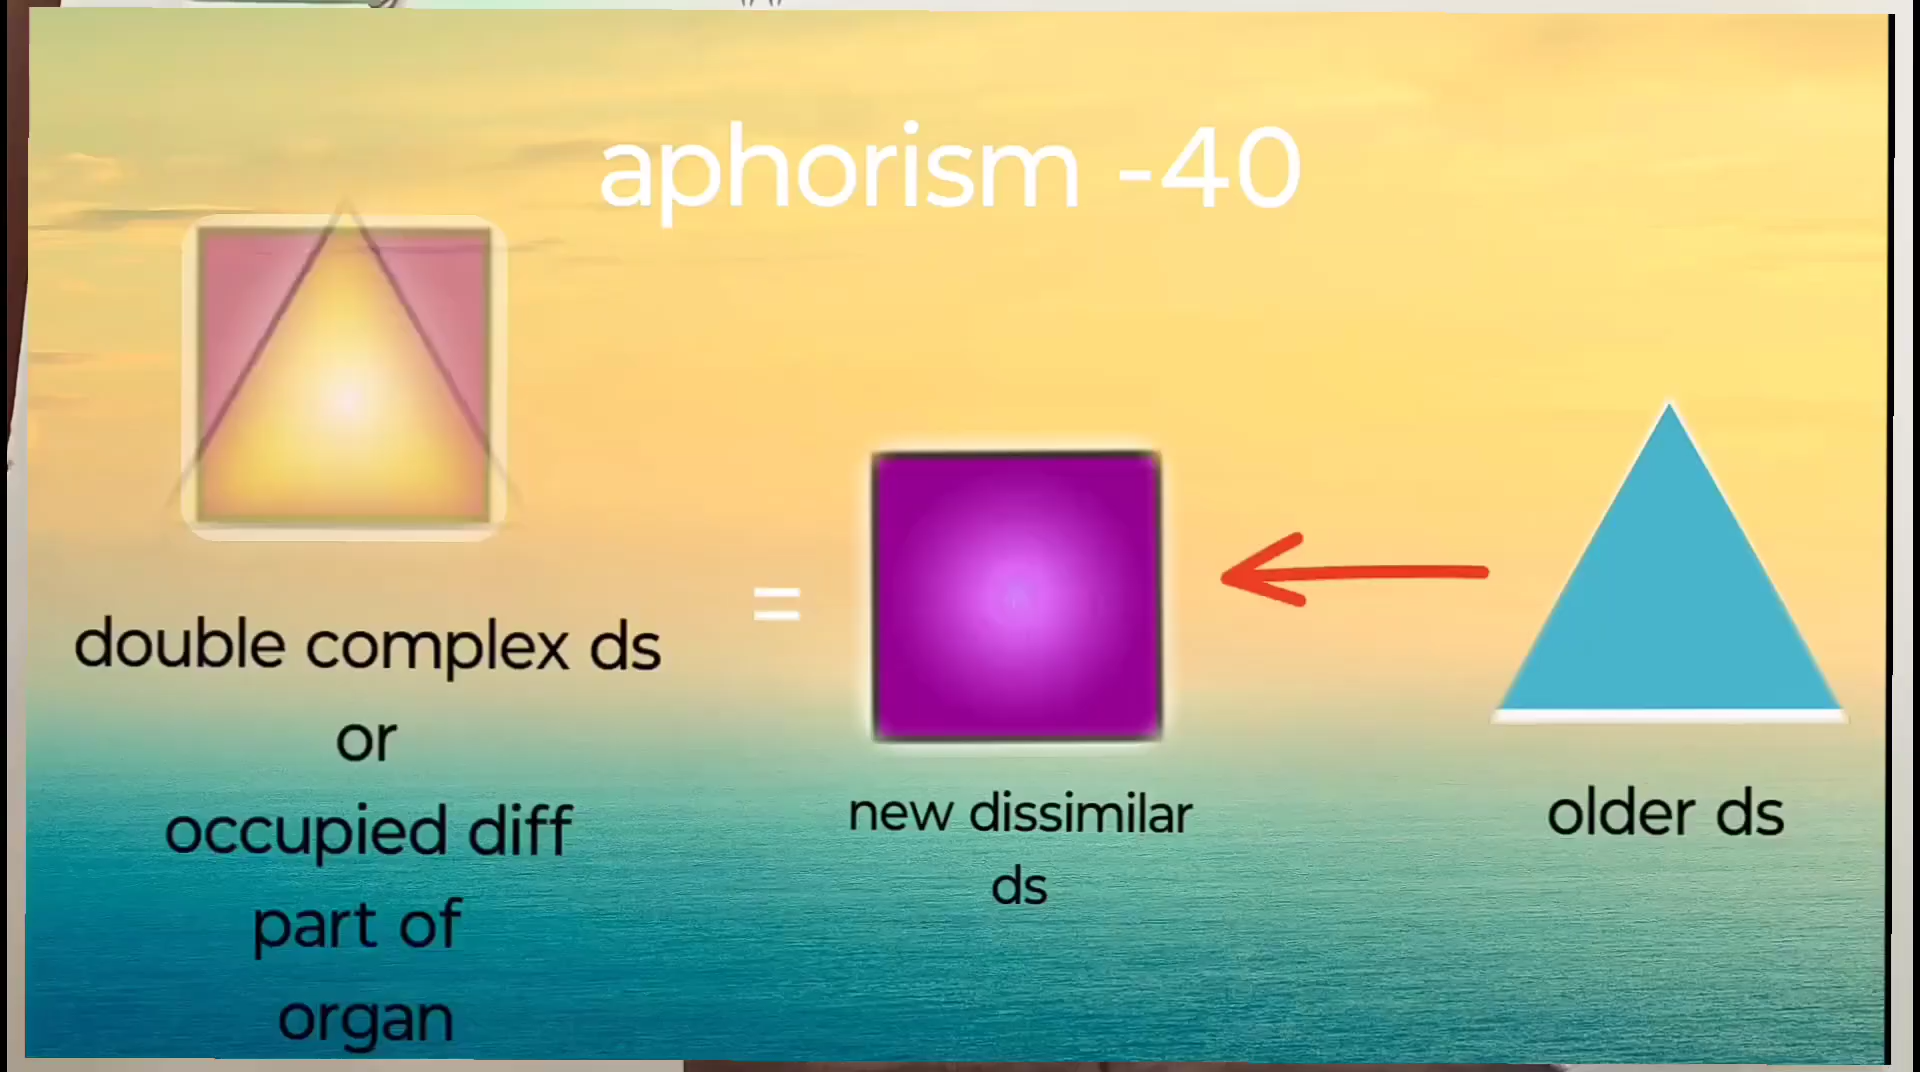 aphorism -40
double complex ds
or
occupied diff
part of
organ
=
new dissimilar
ds
older ds